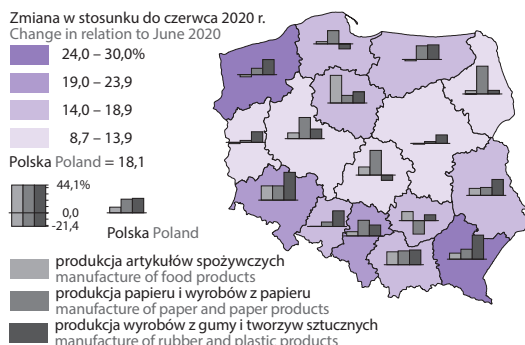 Zmiana w stosunku do czerwca 2020 r.
Change in relation to June 2020
24,0 – 30,0%
19,0 – 23,9
14,0 – 18,9
8,7 – 13,9
Polska Poland = 18,1
44,1%
0,0
-21,4
Polska Poland
produkcja artykułów spożywczych
manufacture of food products
produkcja papieru i wyrobów z papieru
manufacture of paper and paper products
produkcja wyrobów z gumy i tworzyw sztucznych
manufacture of rubber and plastic products